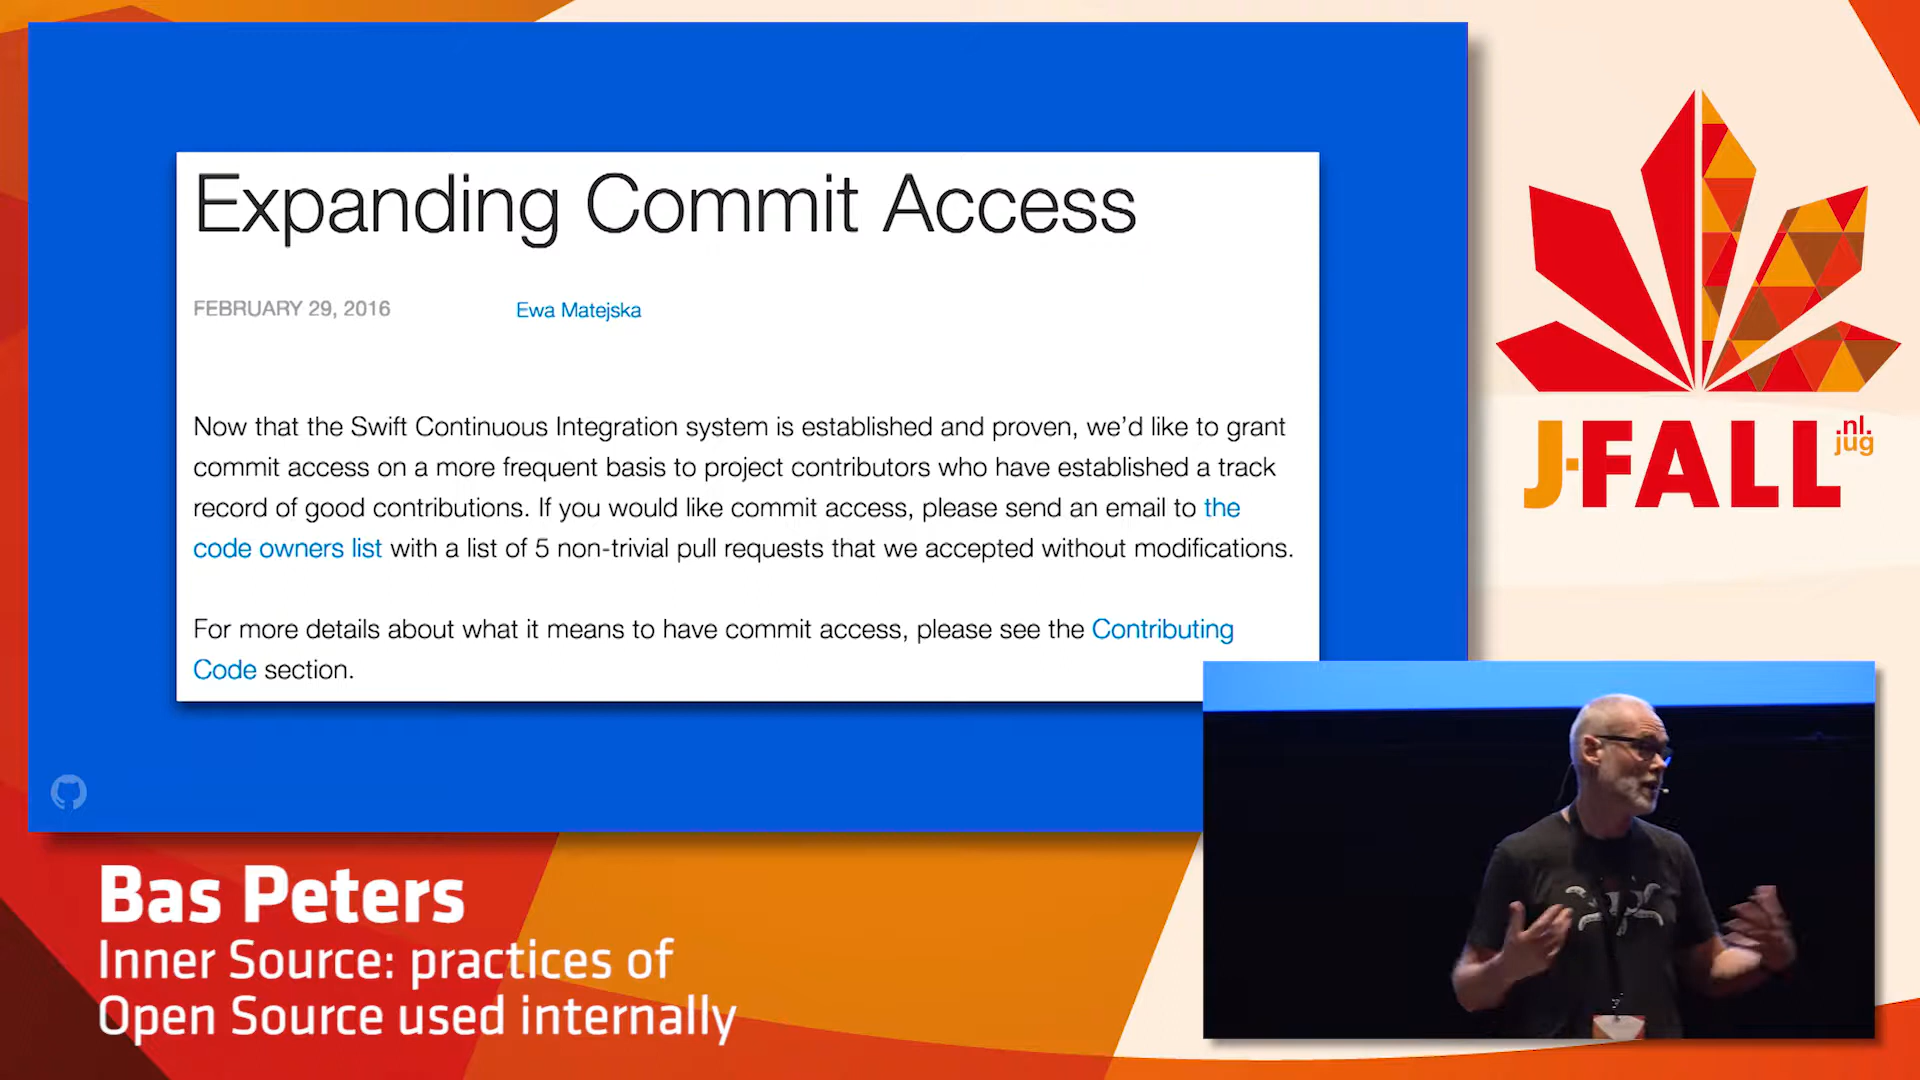 Expanding Commit Access
FEBRUARY 29, 2016
Ewa Matejska
Now that the Swift Continuous Integration system is established and proven, we’d like to grant
commit access on a more frequent basis to project contributors who have established a track
record of good contributions. If you would like commit access, please send an email to the
code owners list with a list of 5 non-trivial pull requests that we accepted without modifications.
For more details about what it means to have commit access, please see the Contributing
Code section.
J-FALL
.nl.
jug
Bas Peters
Inner Source: practices of
Open Source used internally